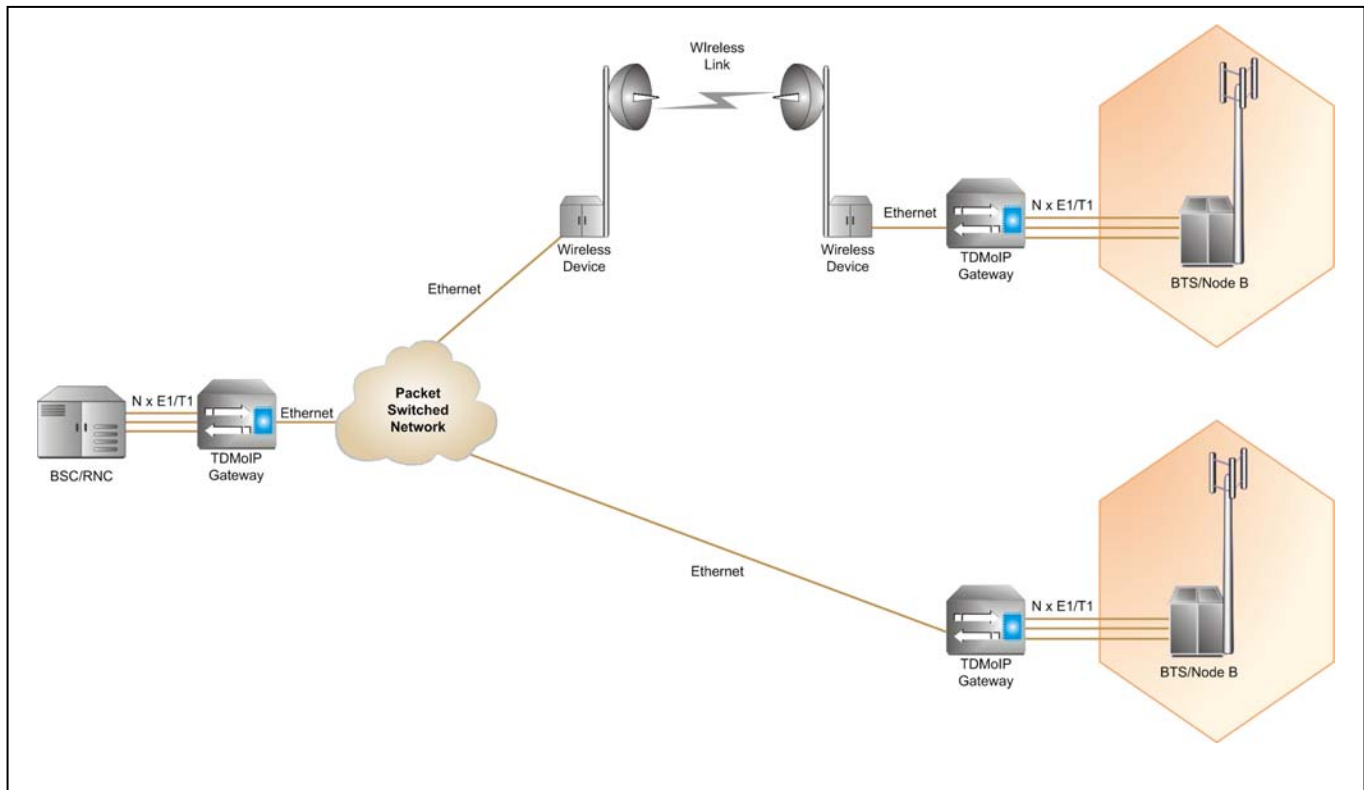 WIreless
Link
Ethernet
N x E1/T1
Wireless
Device
Wireless
Device
TDMoIP
Gateway
BTS/Node B
Ethernet
Packet
Switched
Network
N x E1/T1
Ethernet
TDMoIP
Gateway
BSC/RNC
Ethernet
N x E1/T1
TDMoIP
Gateway
BTS/Node B